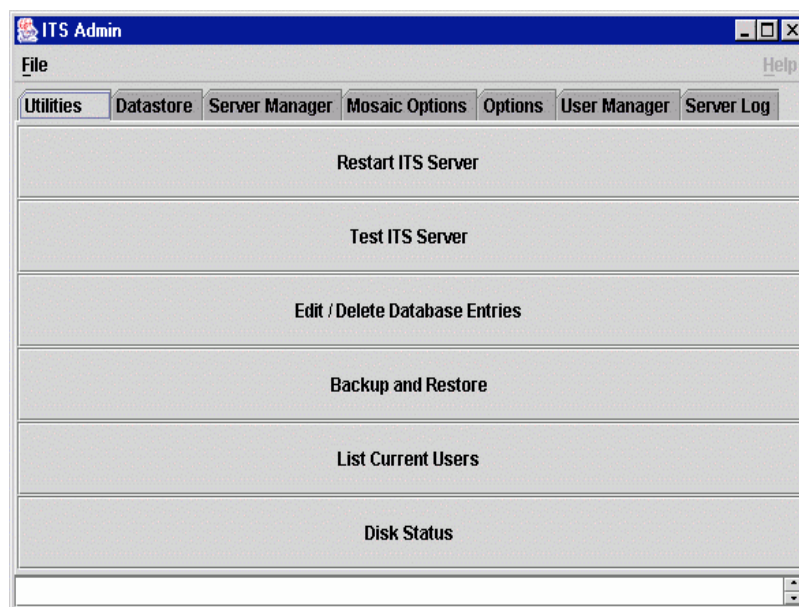 ITS Admin
File Help
Utilities Datastore Server Manager Mosaic Options Options User Manager Server Log
Restart ITS Server
Test ITS Server
Edit / Delete Database Entries
Backup and Restore
List Current Users
Disk Status